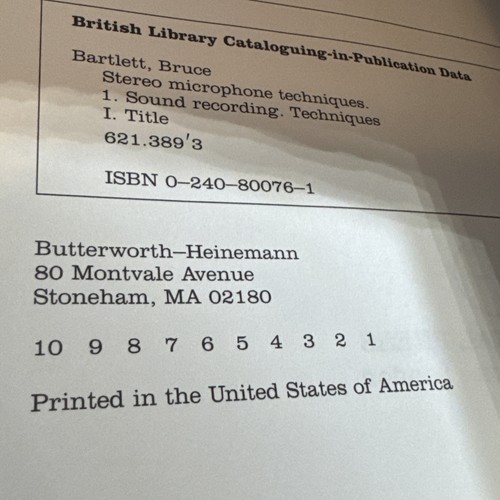 British Library Cataloguing-in-Publication Data
Bartlett, Bruce
Stereo microphone techniques.
1. Sound recording. Techniques
I. Title
621.389'3
ISBN 0–240–80076–1
Butterworth–Heinemann
80 Montvale Avenue
Stoneham, MA 02180
10 9 8 7 6 5 4 3 2 1
Printed in the United States of America